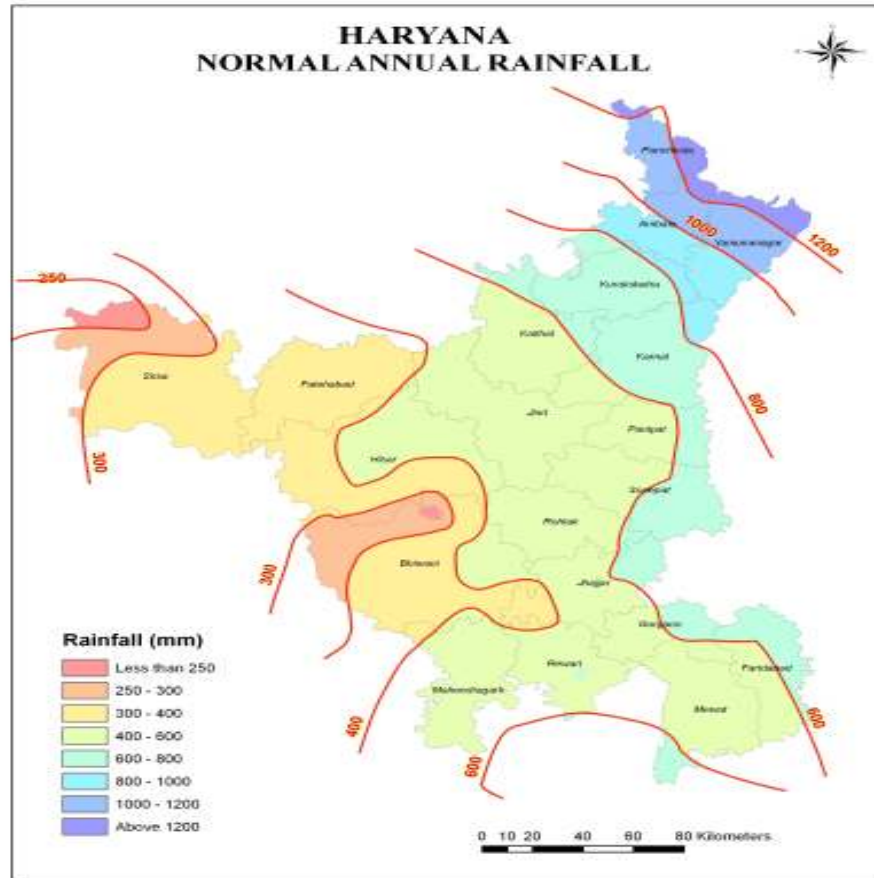 HARYANA
NORMAL ANNUAL RAINFALL
Panchkula
1000
Ambala
Yamunanagar
1200
250
Kurukshetra
Kaithal
Karnal
Sirsa
Fatehabad
800
Jind
Panipat
Hisar
300
Sonipat
Rohtak
Bhiwani
300
Jhajjar
Gurgaon
Rewari
Faridabad
Mahendragarh
Mewat
400
600
600
Rainfall (mm)
Less than 250
250 - 300
300 - 400
400 - 600
600 - 800
800 - 1000
1000 - 1200
Above 1200
0 10 20 40 60 80 Kilometers